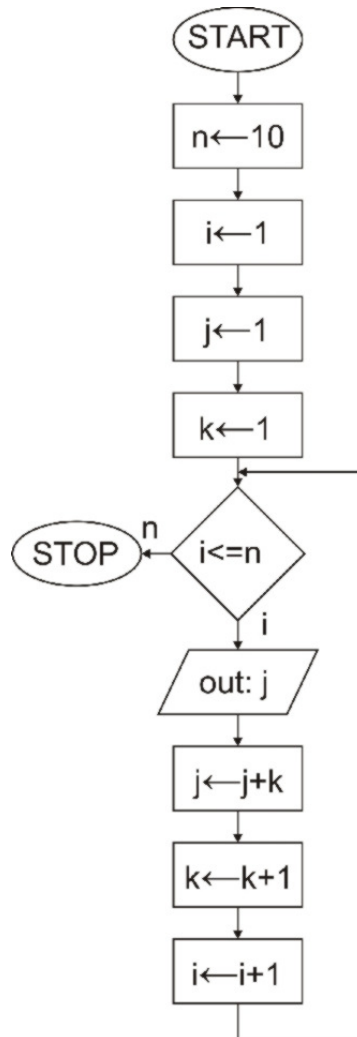 START
n←10
i←1
j←1
k←1
i<=n
n
STOP
i
out: j
j←j+k
k←k+1
i←i+1